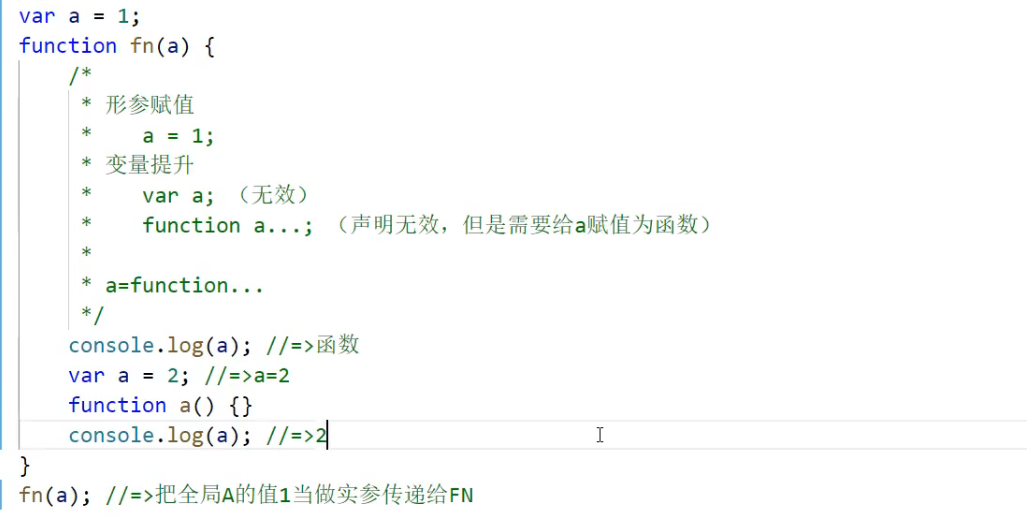 var a = 1;
function fn(a) {
/*
* 形参赋值
* a = 1;
* 变量提升
* var a; （无效）
* function a...; （声明无效，但是需要给a赋值为函数）
*
* a=function...
*/
console.log(a); //=>函数
var a = 2; //=>a=2
function a() {}
console.log(a); //=>2
}
fn(a); //=>把全局A的值1当做实参传递给FN